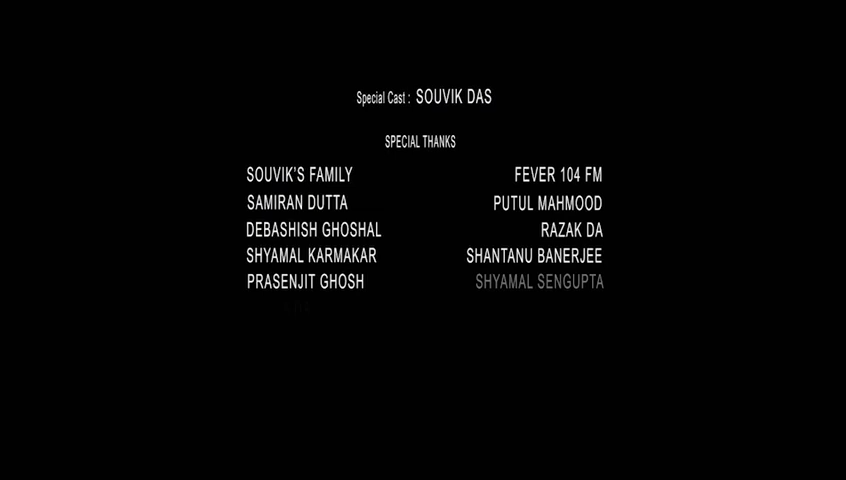 Special Cast : SOUVIK DAS
SPECIAL THANKS
SOUVIK'S FAMILY FEVER 104 FM
SAMIRAN DUTTA PUTUL MAHMOOD
DEBASHISH GHOSHAL RAZAK DA
SHYAMAL KARMAKAR SHANTANU BANERJEE
PRASENJIT GHOSH SHYAMAL SENGUPTA